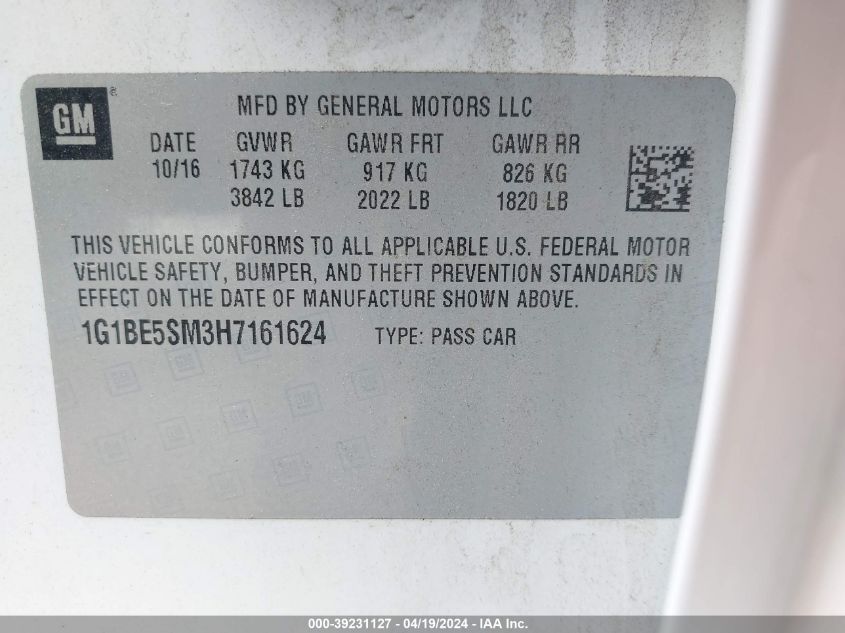 GM ®
MFD BY GENERAL MOTORS LLC
DATE GVWR GAWR FRT GAWR RR
10/16 1743 KG 917 KG 826 KG
3842 LB 2022 LB 1820 LB
THIS VEHICLE CONFORMS TO ALL APPLICABLE U.S. FEDERAL MOTOR
VEHICLE SAFETY, BUMPER, AND THEFT PREVENTION STANDARDS IN
EFFECT ON THE DATE OF MANUFACTURE SHOWN ABOVE.
1G1BE5SM3H7161624 TYPE: PASS CAR
000-39231127 - 04/19/2024 - IAA Inc.